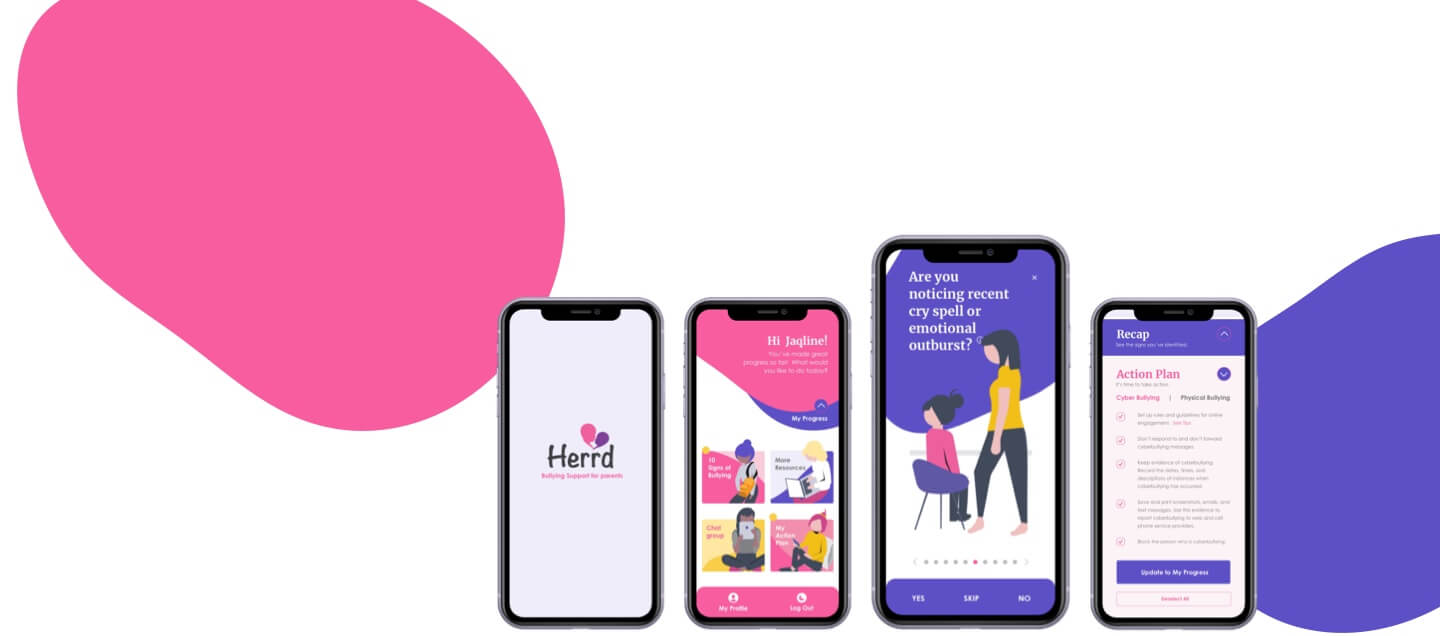 Herrd
Bullying Support for parents
Hi Jaqline!
You've made great
progress so far! What would
you like to do today?
My Progress
10
Signs of
Bullying
More
Resources
Chat
group
My
Action
Plan
My Profile
Log Out
Are you
noticing recent
cry spell or
emotional
outburst?
YES
SKIP
NO
Recap
See the signs you've identified.
Action Plan
It's time to take action
Cyber Bullying | Physical Bullying
Set up rules and guidelines for online
engagement. See tips
Don't respond to and don't forward
cyberbullying messages
Keep evidence of cyberbullying.
Record the dates, times, and
descriptions of instances when
cyberbullying has occurred.
Save and print screenshots, emails, and
text messages. Use this evidence to
report cyberbullying to web and cell
phone service providers.
Block the person who is cyberbullying.
Update to My Progress
Deselect All